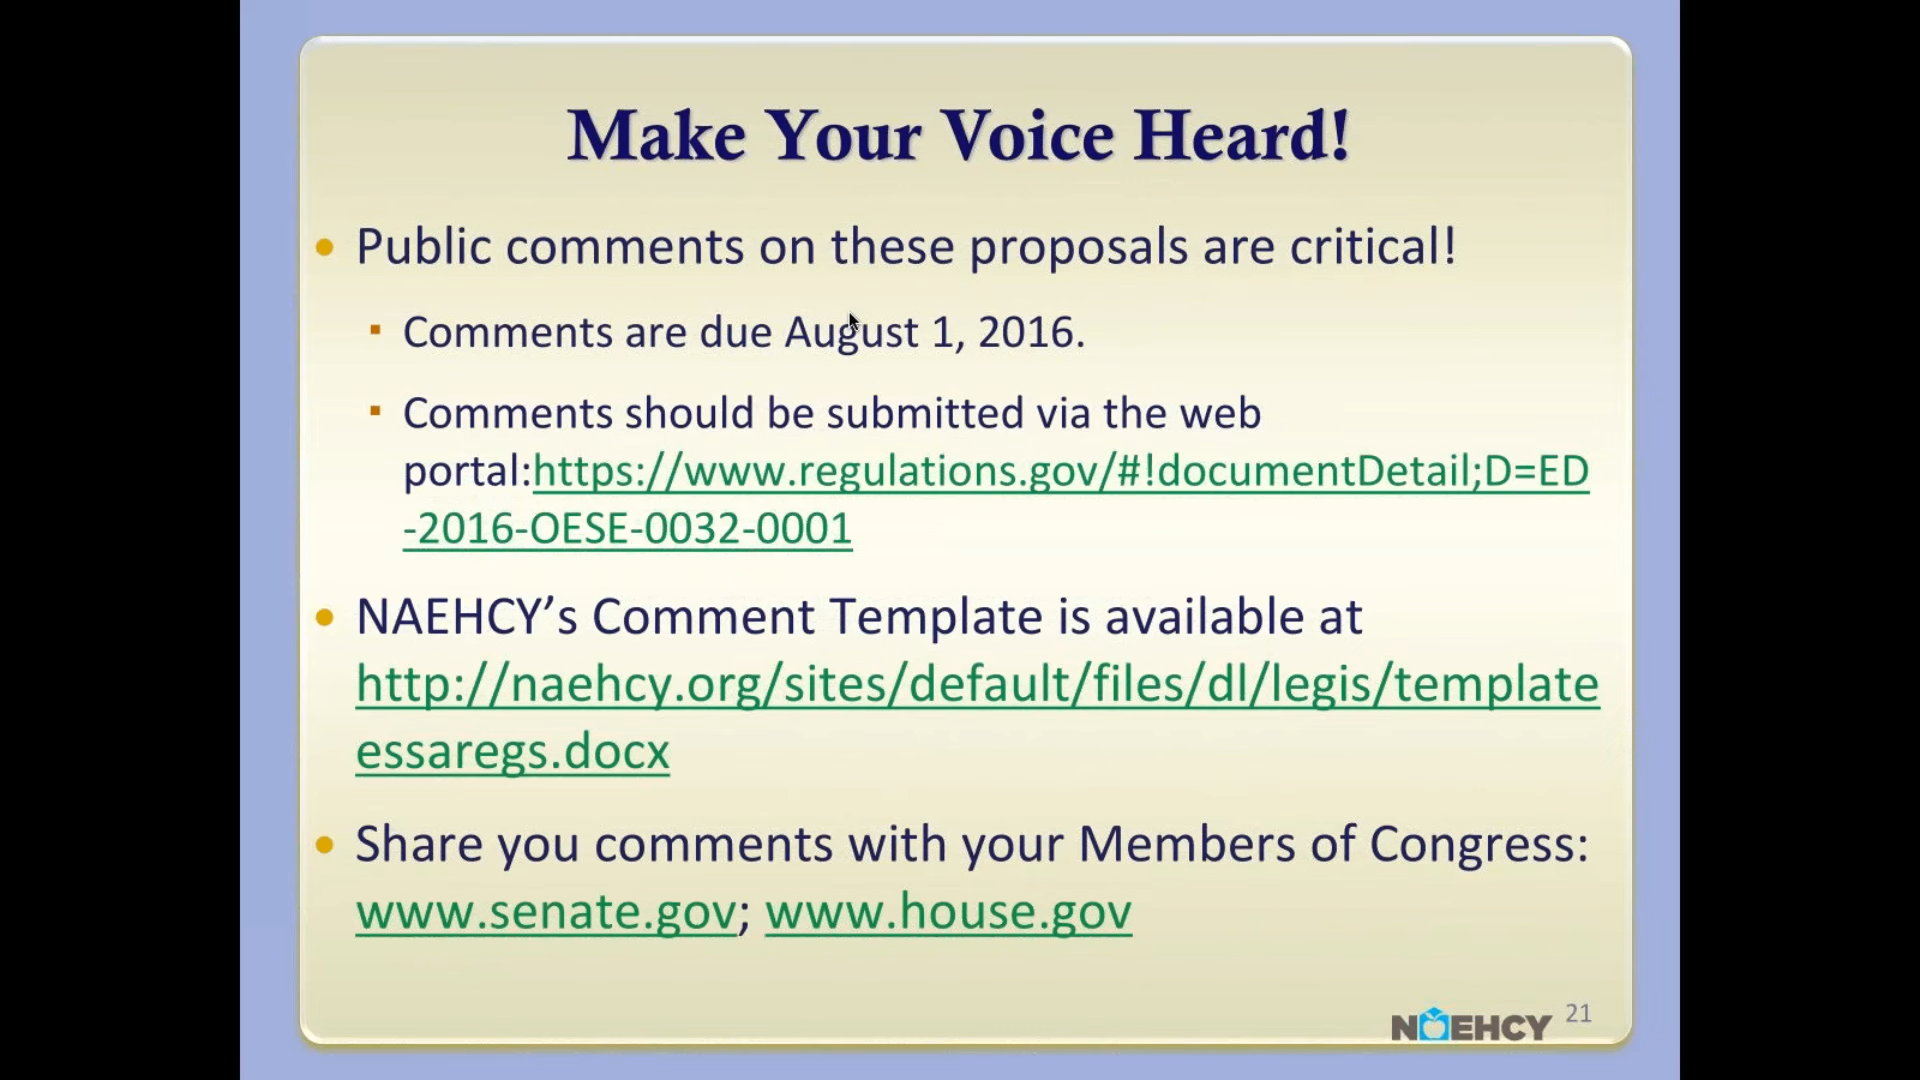 Make Your Voice Heard!
Public comments on these proposals are critical!
Comments are due August 1, 2016.
Comments should be submitted via the web
portal:https://www.regulations.gov/#!documentDetail;D=ED
-2016-OESE-0032-0001
NAEHCY’s Comment Template is available at
http://naehcy.org/sites/default/files/dl/legis/template
essaregs.docx
Share you comments with your Members of Congress:
www.senate.gov; www.house.gov
NAEHCY 21